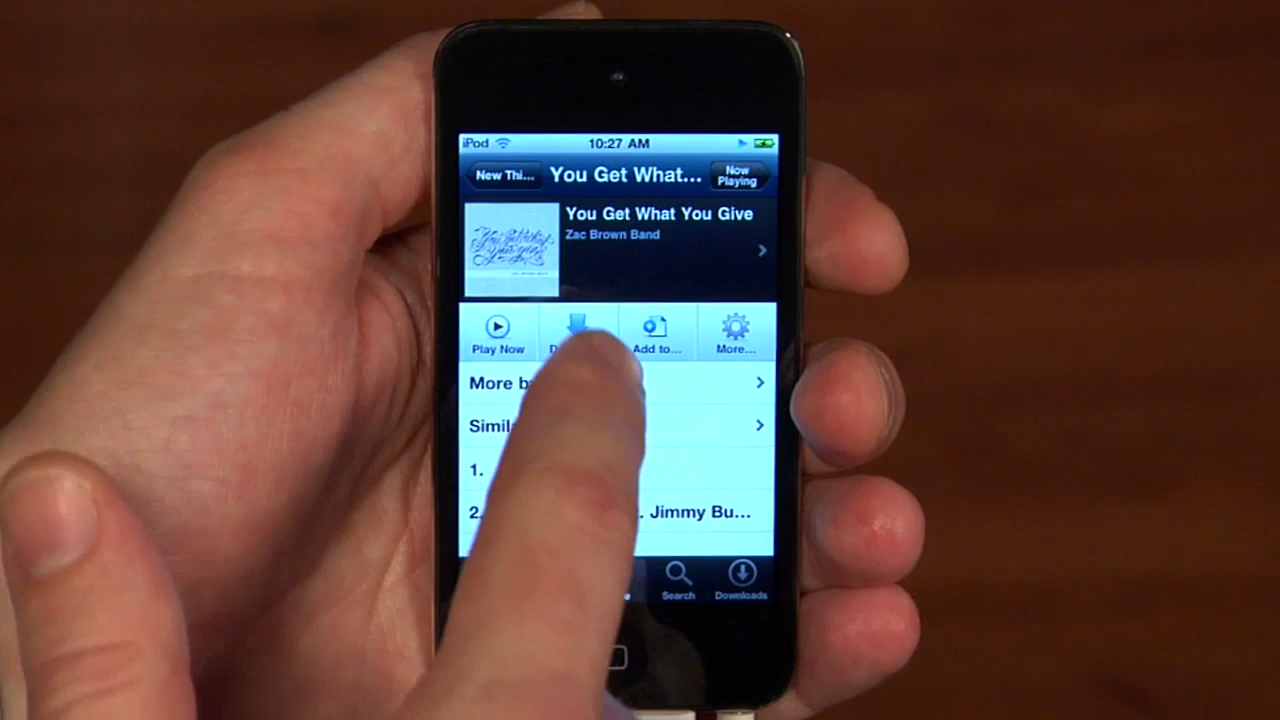 iPod 10:27 AM
New Thi... You Get What... Now Playing
You Get What You Give
Zac Brown Band
Play Now Add to... More...
More
Simil
1.
2. Jimmy Bu...
Search Downloads